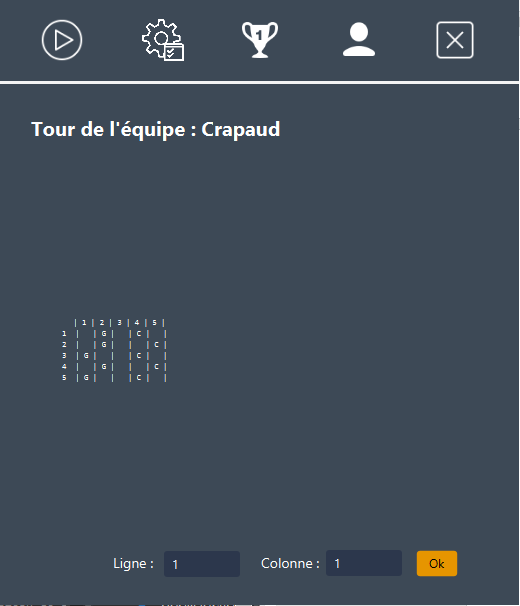 1
Tour de l'équipe : Crapaud
| 1 | 2 | 3 | 4 | 5 |
1 | | G | | C | |
2 | | G | | | C |
3 | G | | | C | |
4 | | G | | | C |
5 | G | | | C | |
Ligne : 1 Colonne : 1 Ok